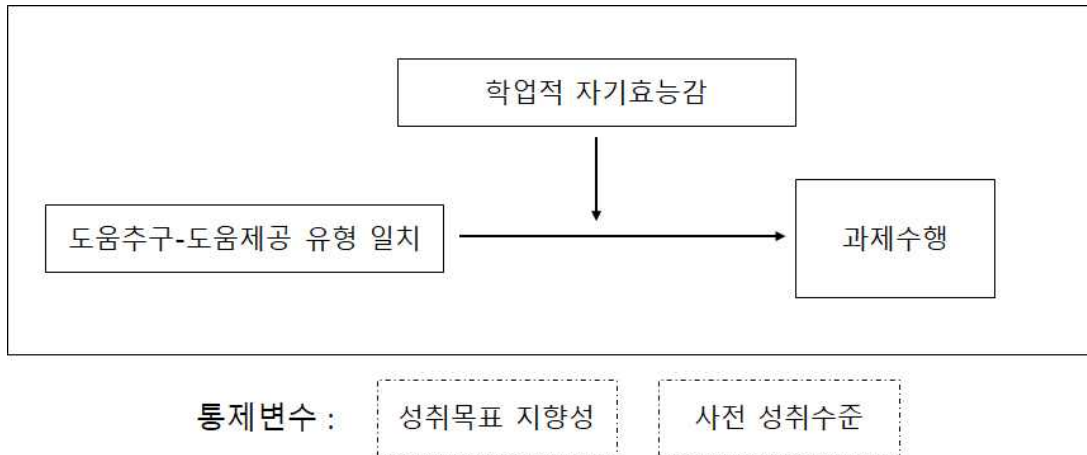 학업적 자기효능감
도움추구-도움제공 유형 일치
과제수행
통제변수 :
성취목표 지향성
사전 성취수준